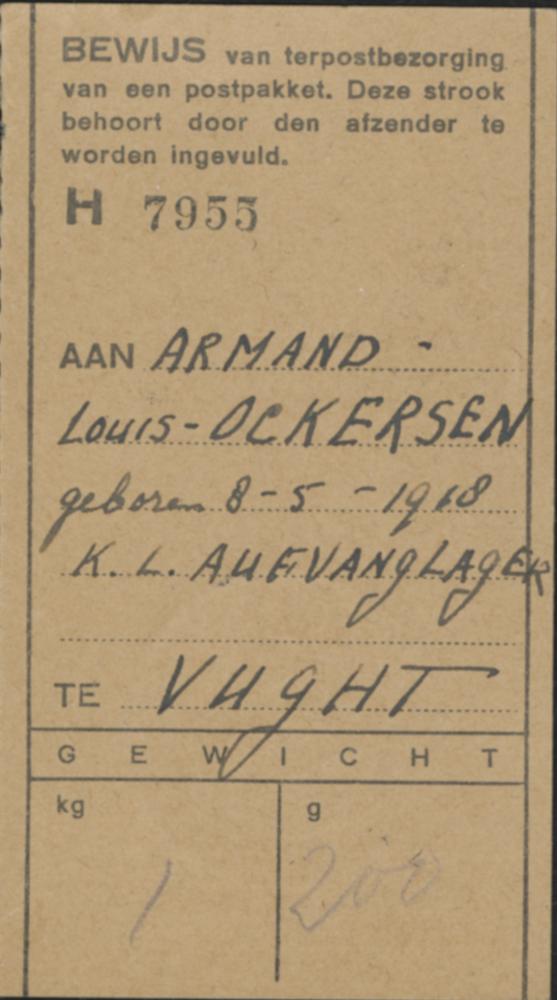 BEWIJS van terpostbezorging
van een postpakket. Deze strook
behoort door den afzender te
worden ingevuld.
H 7955
AAN ARMAND -
Louis - OCKERSEN
geboren 8 - 5 - 1918
K. L. AUFVANGLAGER
TE VUGHT
GEWICHT
kg g
1 200